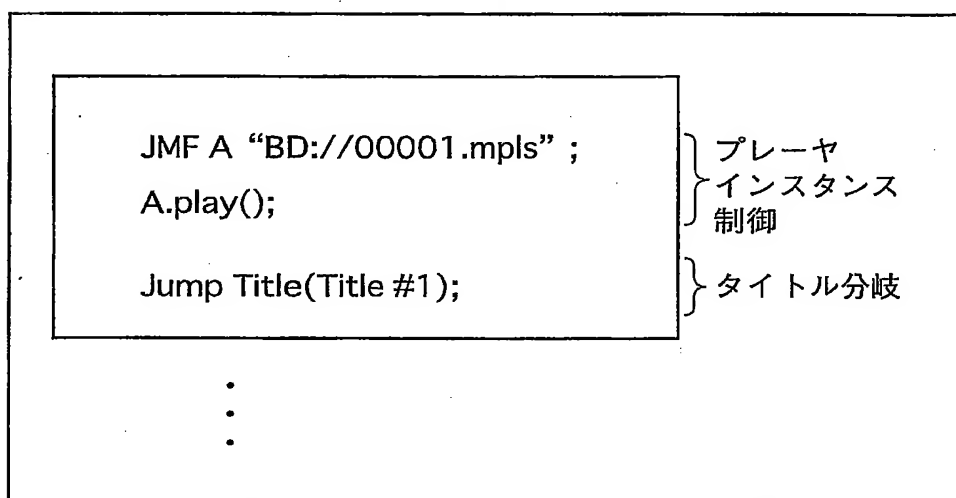 JMF A “BD://00001.mpls” ;
A.play();
プレーヤ
インスタンス
制御
Jump Title(Title #1);
タイトル分岐